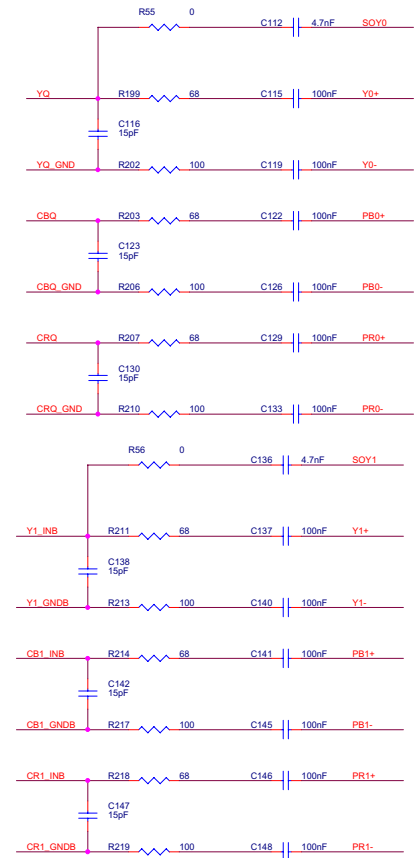 R55 0 C112 4.7nF SOY0
YQ R199 68 C115 100nF Y0+
C116
15pF
YQ_GND R202 100 C119 100nF Y0-
CBQ R203 68 C122 100nF PB0+
C123
15pF
CBQ_GND R206 100 C126 100nF PB0-
CRQ R207 68 C129 100nF PR0+
C130
15pF
CRQ_GND R210 100 C133 100nF PR0-
R56 0 C136 4.7nF SOY1
Y1_INB R211 68 C137 100nF Y1+
C138
15pF
Y1_GNDB R213 100 C140 100nF Y1-
CB1_INB R214 68 C141 100nF PB1+
C142
15pF
CB1_GNDB R217 100 C145 100nF PB1-
CR1_INB R218 68 C146 100nF PR1+
C147
15pF
CR1_GNDB R219 100 C148 100nF PR1-